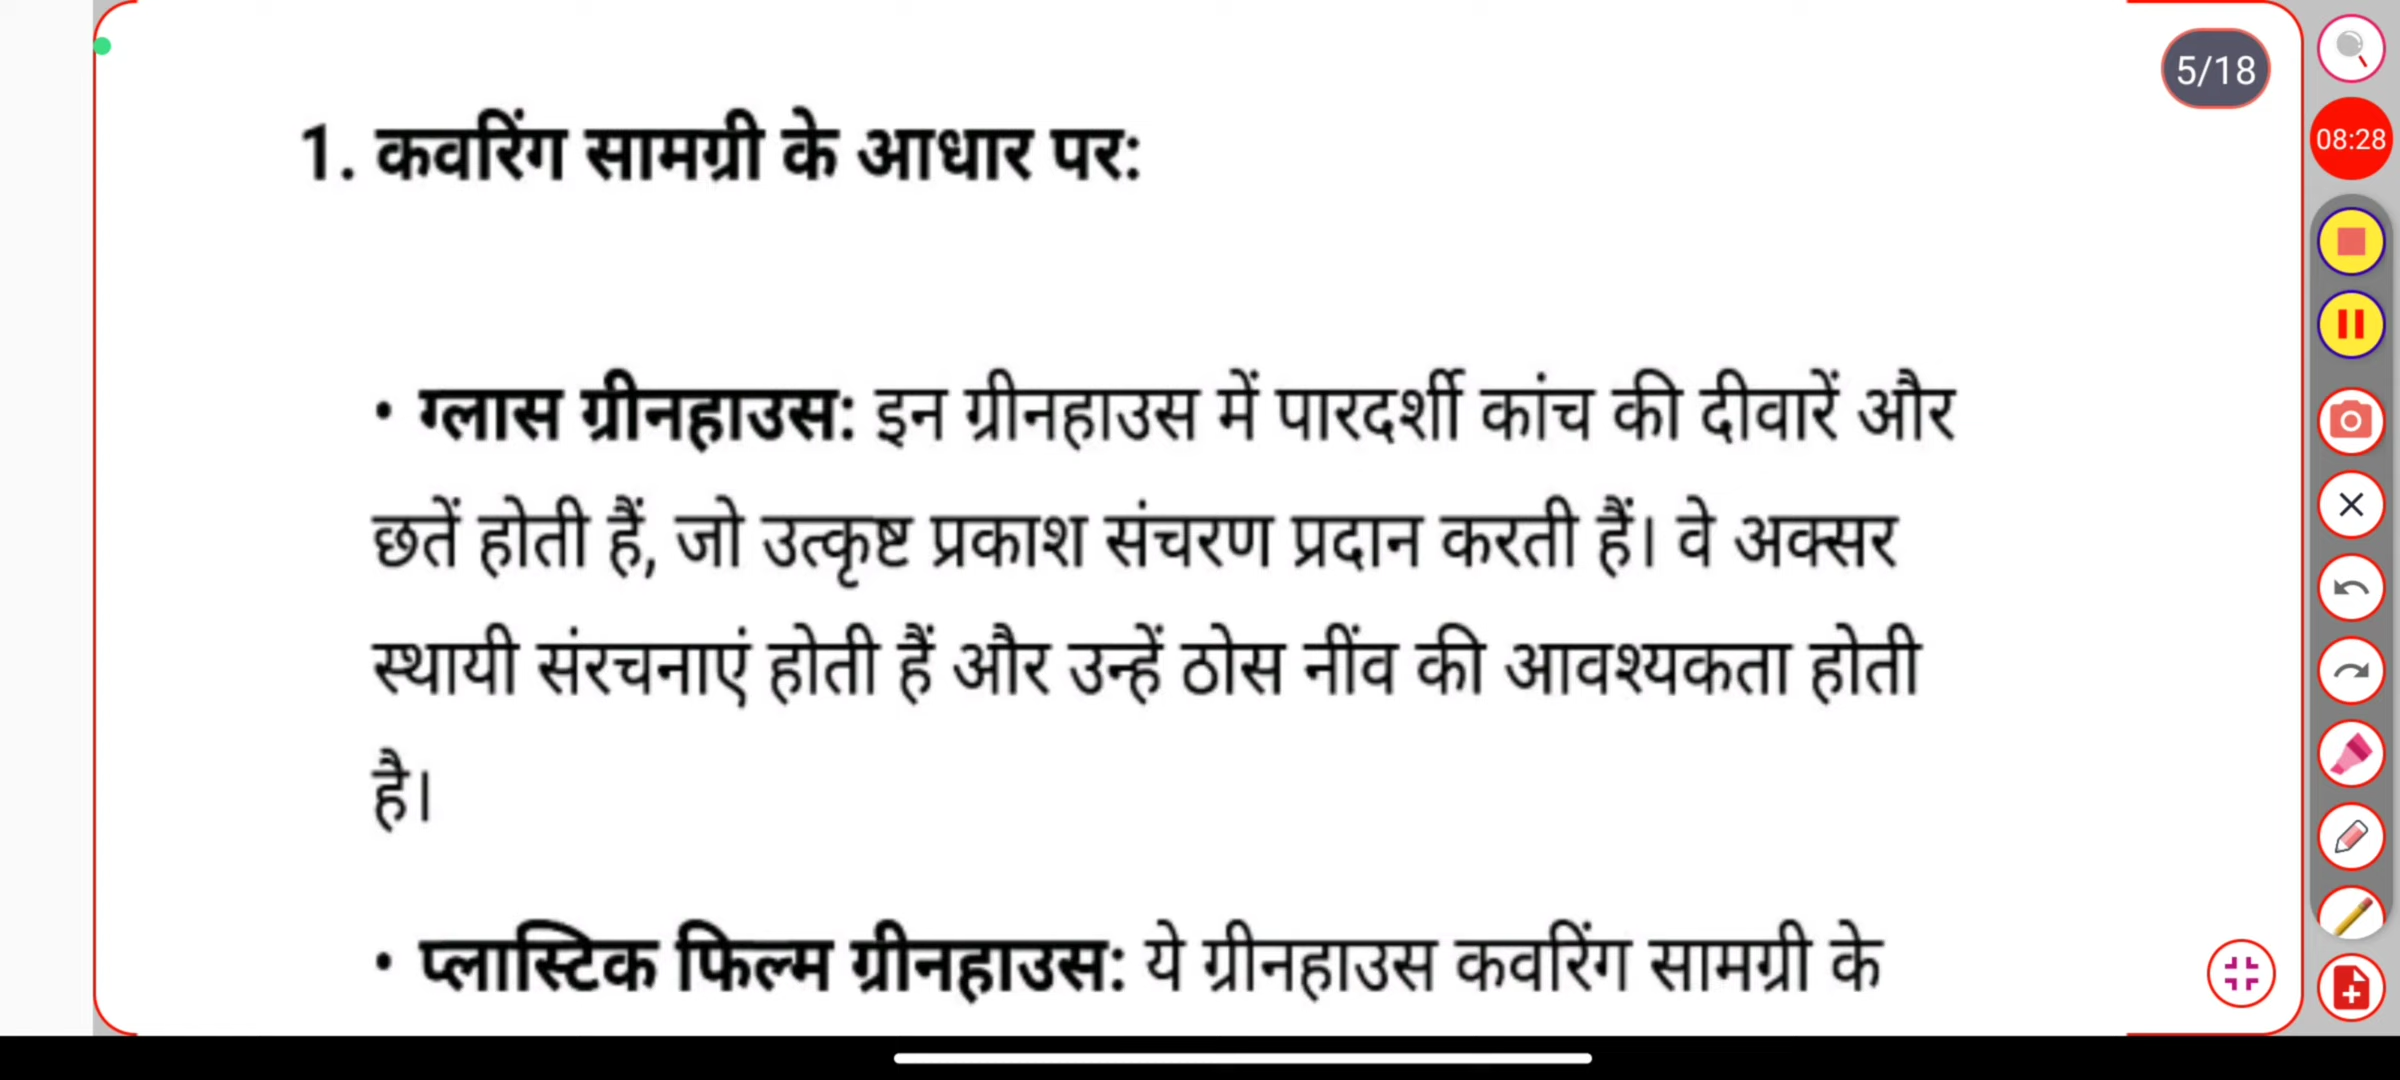 5/18
08:28
1. कवरिंग सामग्री के आधार पर:
• ग्लास ग्रीनहाउस: इन ग्रीनहाउस में पारदर्शी कांच की दीवारें और
छतें होती हैं, जो उत्कृष्ट प्रकाश संचरण प्रदान करती हैं। वे अक्सर
स्थायी संरचनाएं होती हैं और उन्हें ठोस नींव की आवश्यकता होती
है।
• प्लास्टिक फिल्म ग्रीनहाउस: ये ग्रीनहाउस कवरिंग सामग्री के